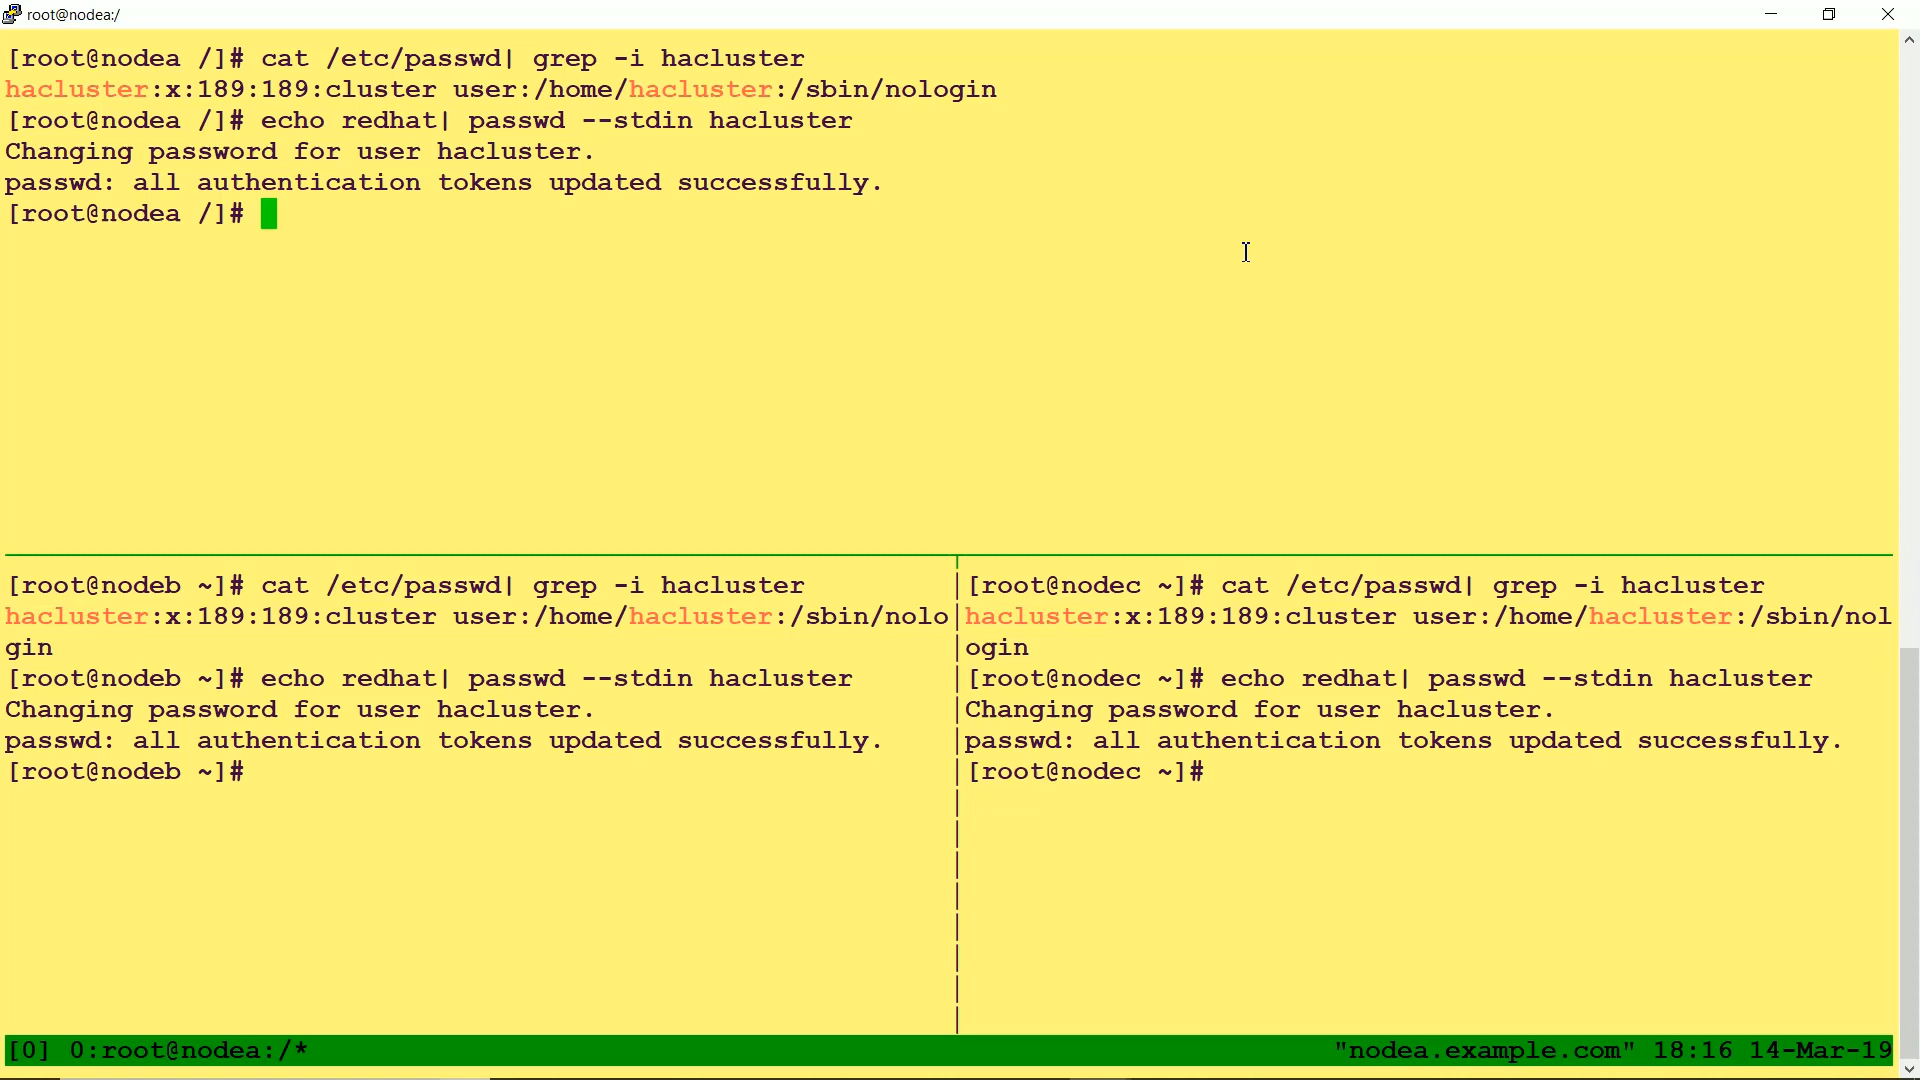 root@nodea:/
[root@nodea /]# cat /etc/passwd| grep -i hacluster
hacluster:x:189:189:cluster user:/home/hacluster:/sbin/nologin
[root@nodea /]# echo redhat| passwd --stdin hacluster
Changing password for user hacluster.
passwd: all authentication tokens updated successfully.
[root@nodea /]#
[root@nodeb ~]# cat /etc/passwd| grep -i hacluster
hacluster:x:189:189:cluster user:/home/hacluster:/sbin/nolo
gin
[root@nodeb ~]# echo redhat| passwd --stdin hacluster
Changing password for user hacluster.
passwd: all authentication tokens updated successfully.
[root@nodeb ~]#
[root@nodec ~]# cat /etc/passwd| grep -i hacluster
hacluster:x:189:189:cluster user:/home/hacluster:/sbin/nol
ogin
[root@nodec ~]# echo redhat| passwd --stdin hacluster
Changing password for user hacluster.
passwd: all authentication tokens updated successfully.
[root@nodec ~]#
[0] 0:root@nodea:/* "nodea.example.com" 18:16 14-Mar-19